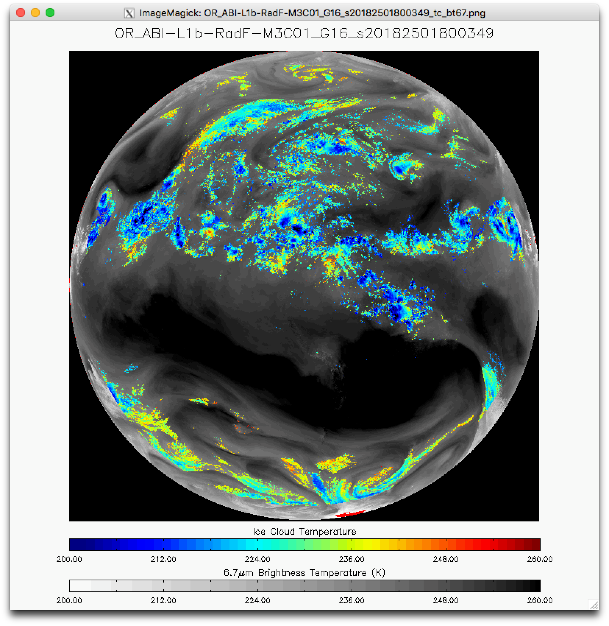 ImageMagick: OR_ABI-L1b-RadF-M3C01_G16_s20182501800349_tc_bt67.png
OR_ABI-L1b-RadF-M3C01_G16_s20182501800349
Ice Cloud Temperature
200.00 212.00 224.00 236.00 248.00 260.00
6.7μm Brightness Temperature (K)
200.00 212.00 224.00 236.00 248.00 260.00